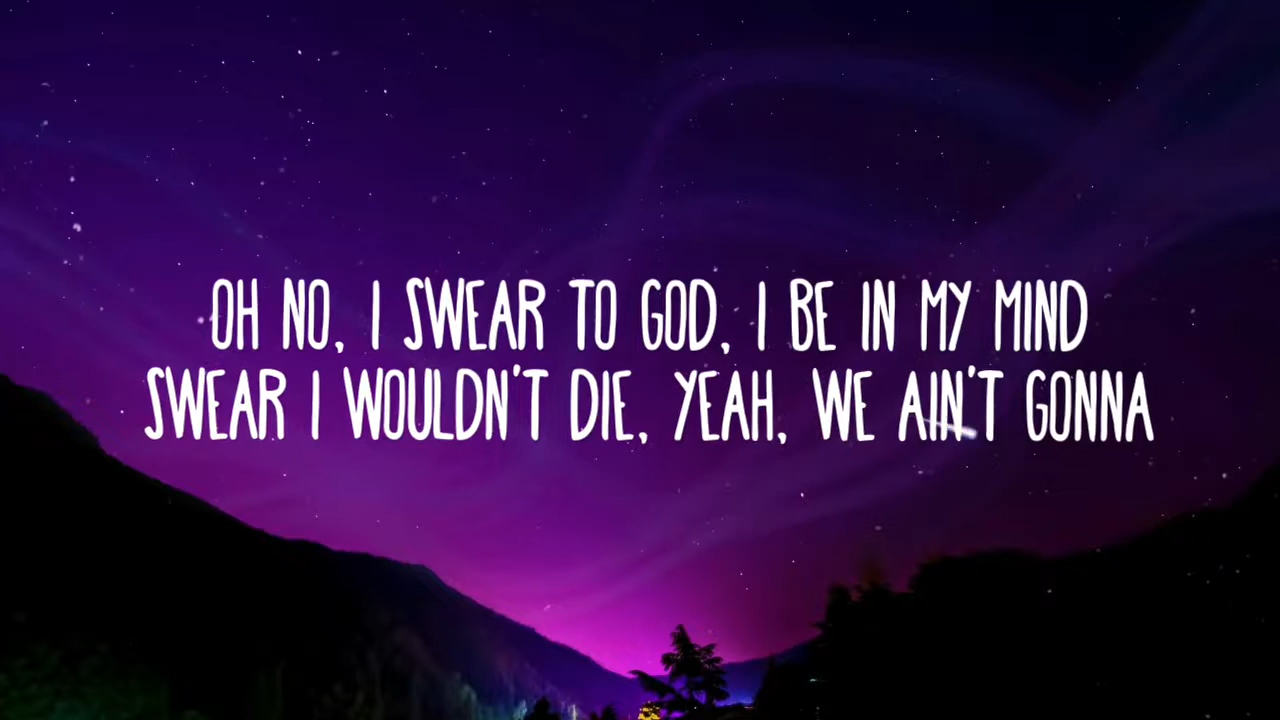 OH NO, I SWEAR TO GOD, I BE IN MY MIND
SWEAR I WOULDN'T DIE, YEAH, WE AIN'T GONNA